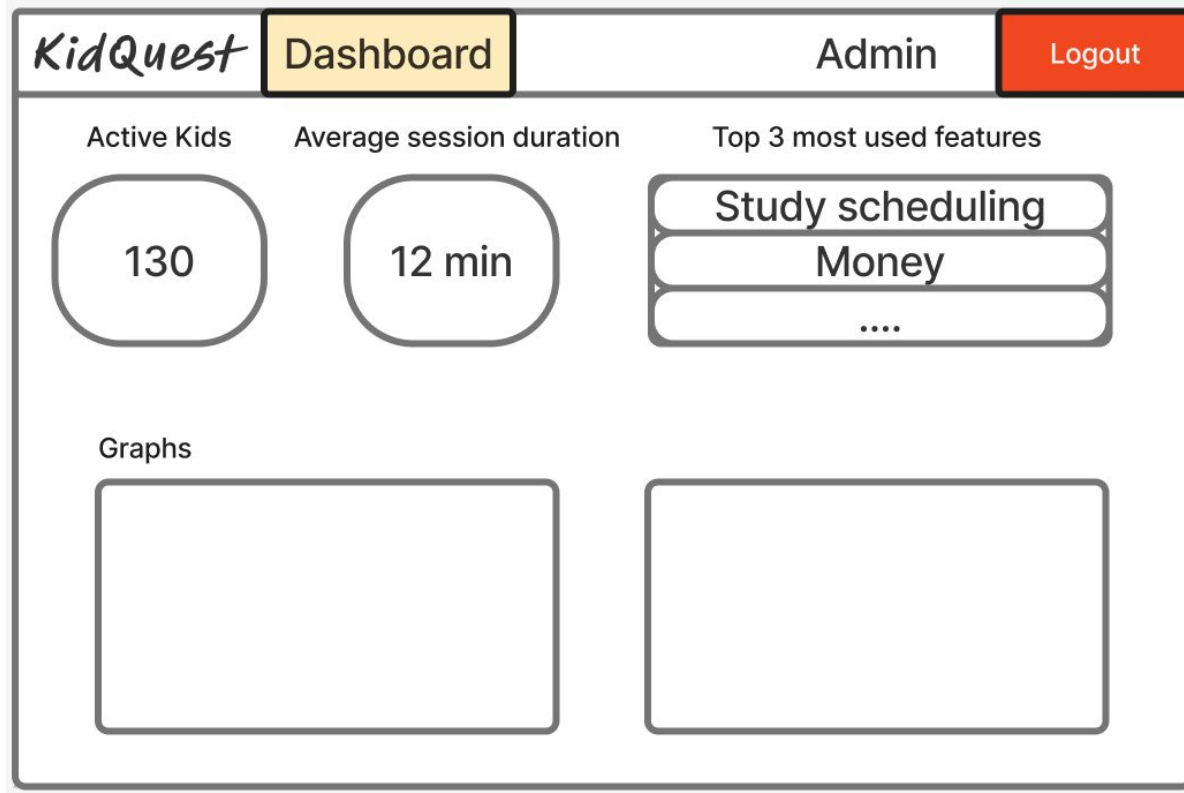 KidQuest Dashboard Admin Logout
Active Kids Average session duration Top 3 most used features
130 12 min
Study scheduling
Money
....
Graphs